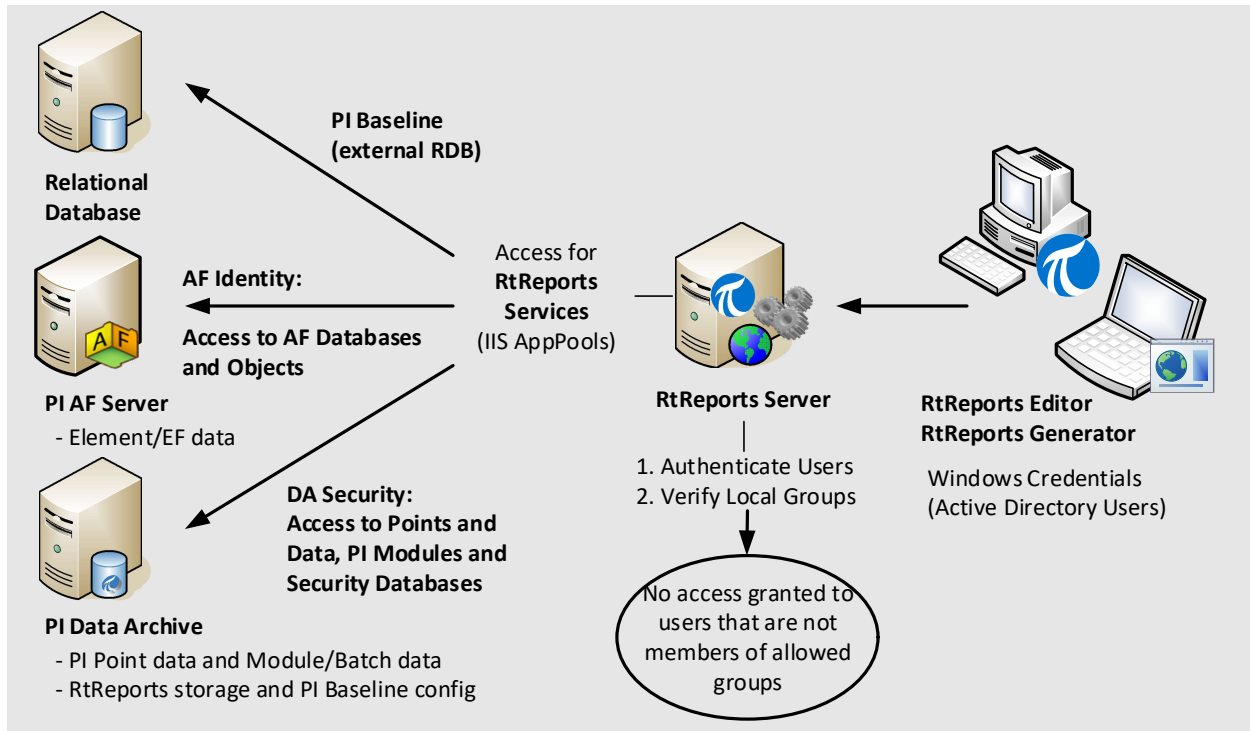 PI Baseline
(external RDB)
Relational
Database
AF Identity:
Access to AF Databases
and Objects
A F
PI AF Server
- Element/EF data
DA Security:
Access to Points and
Data, PI Modules and
Security Databases
PI Data Archive
- PI Point data and Module/Batch data
- RtReports storage and PI Baseline config
Access for
RtReports
Services
(IIS AppPools)
RtReports Server
1. Authenticate Users
2. Verify Local Groups
No access granted to
users that are not
members of allowed
groups
RtReports Editor
RtReports Generator
Windows Credentials
(Active Directory Users)